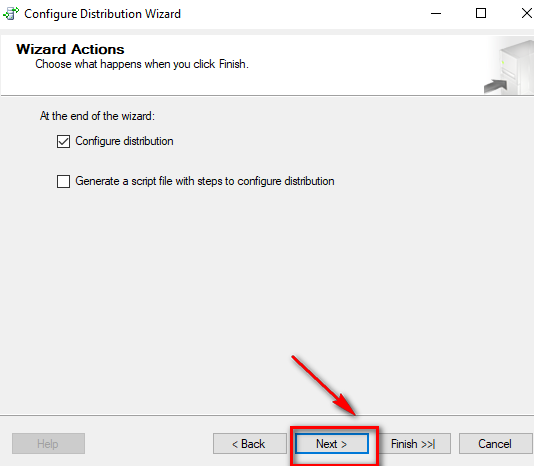 Configure Distribution Wizard
Wizard Actions
Choose what happens when you click Finish.
At the end of the wizard:
Configure distribution
Generate a script file with steps to configure distribution
Help
< Back
Next >
Finish >>|
Cancel